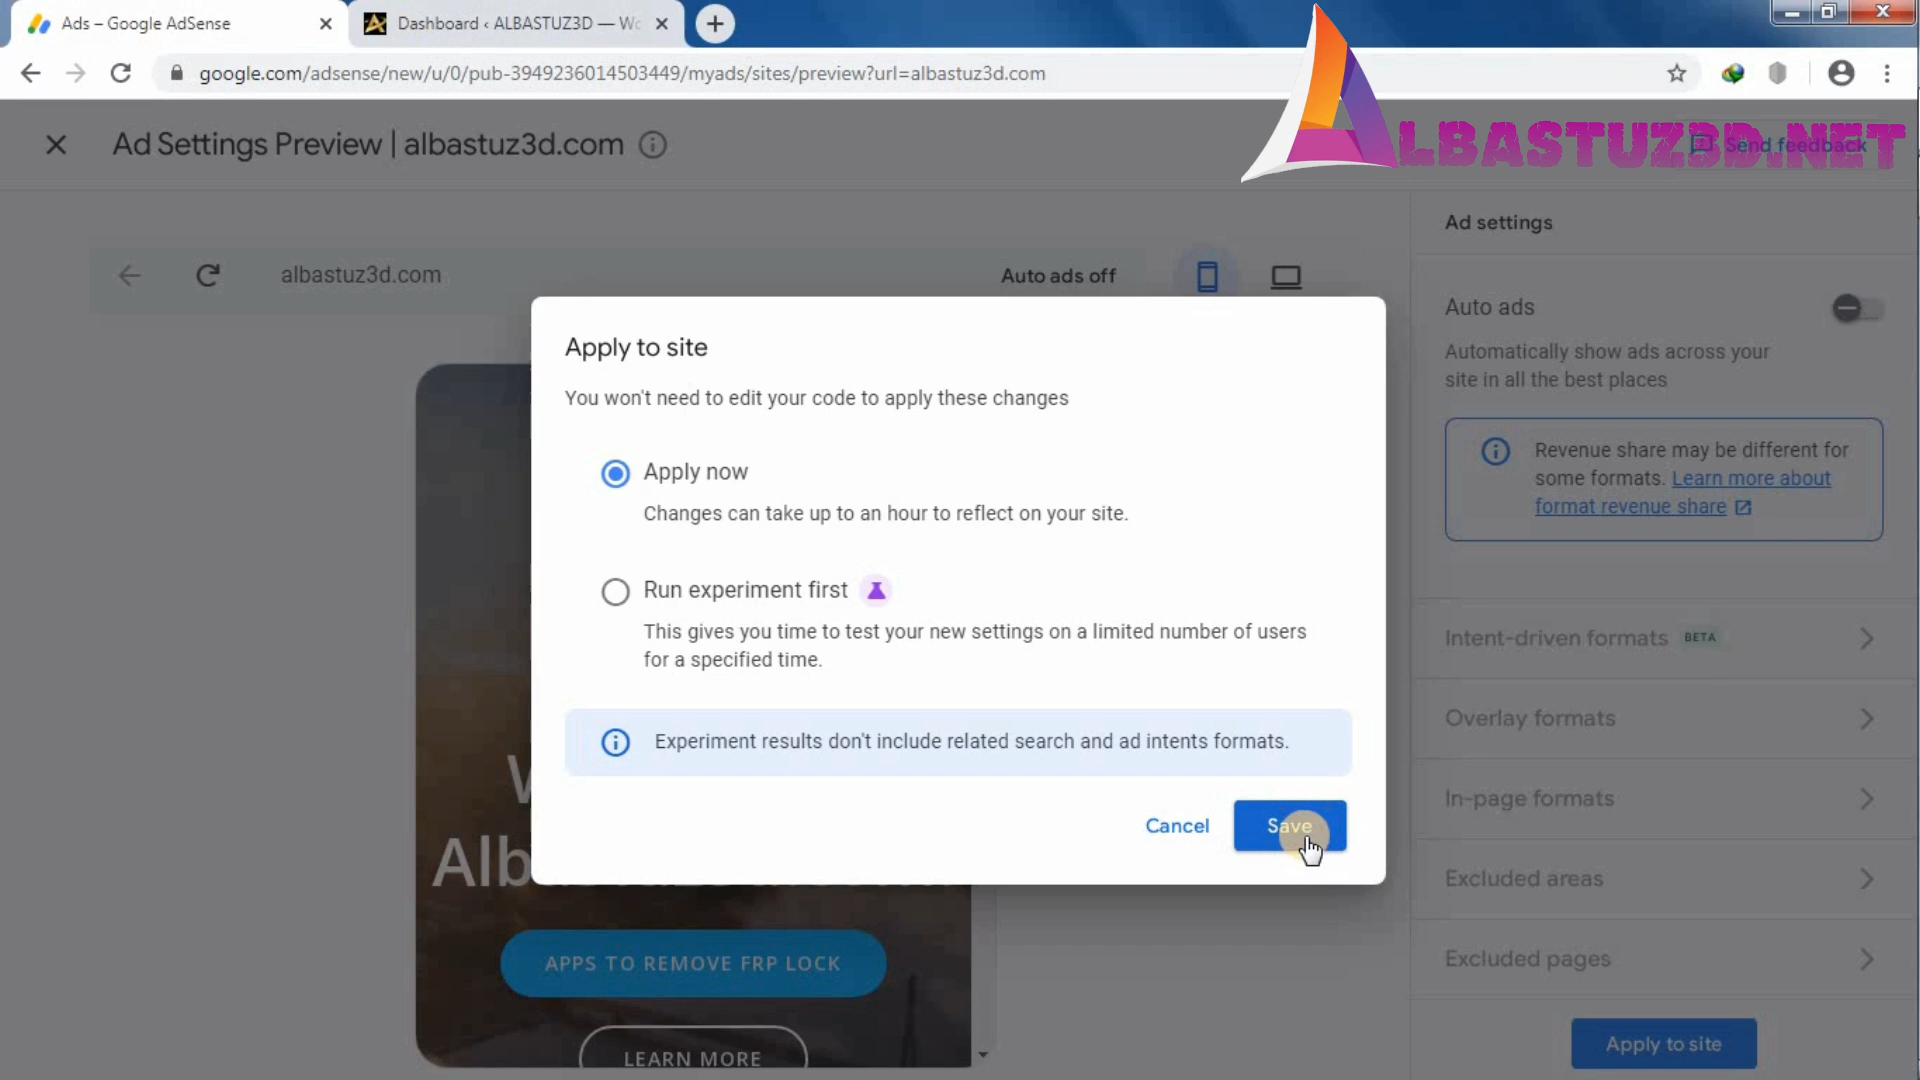 Ads – Google AdSense
Dashboard ‹ ALBASTUZ3D — Wo
google.com/adsense/new/u/0/pub-3949236014503449/myads/sites/preview?url=albastuz3d.com
Ad Settings Preview | albastuz3d.com
ALBASTUZ3D.NET
Send feedback
albastuz3d.com
Auto ads off
Ad settings
Auto ads
Automatically show ads across your
site in all the best places
Revenue share may be different for
some formats. Learn more about
format revenue share
Intent-driven formats BETA
Overlay formats
In-page formats
Excluded areas
Excluded pages
Apply to site
Apply to site
You won't need to edit your code to apply these changes
Apply now
Changes can take up to an hour to reflect on your site.
Run experiment first
This gives you time to test your new settings on a limited number of users
for a specified time.
Experiment results don't include related search and ad intents formats.
Cancel
Save
APPS TO REMOVE FRP LOCK
LEARN MORE